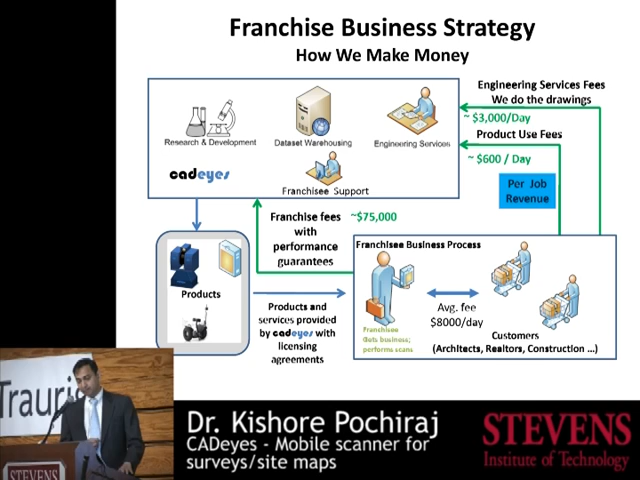 Franchise Business Strategy
How We Make Money
Engineering Services Fees
We do the drawings
~ $3,000/Day
Product Use Fees
~ $600 / Day
Per Job
Revenue
Research & Development
Dataset Warehousing
Engineering Services
cadeyes
Franchisee Support
Franchise fees
with
performance
guarantees
~$75,000
Products
Products and
services provided
by cadeyes with
licensing
agreements
Franchisee Business Process
Franchisee
Gets business;
performs scans
Avg. fee
$8000/day
Customers
(Architects, Realtors, Construction ...)
Trauris
STEVENS
Dr. Kishore Pochiraj
CADeyes - Mobile scanner for
surveys/site maps
STEVENS
Institute of Technology